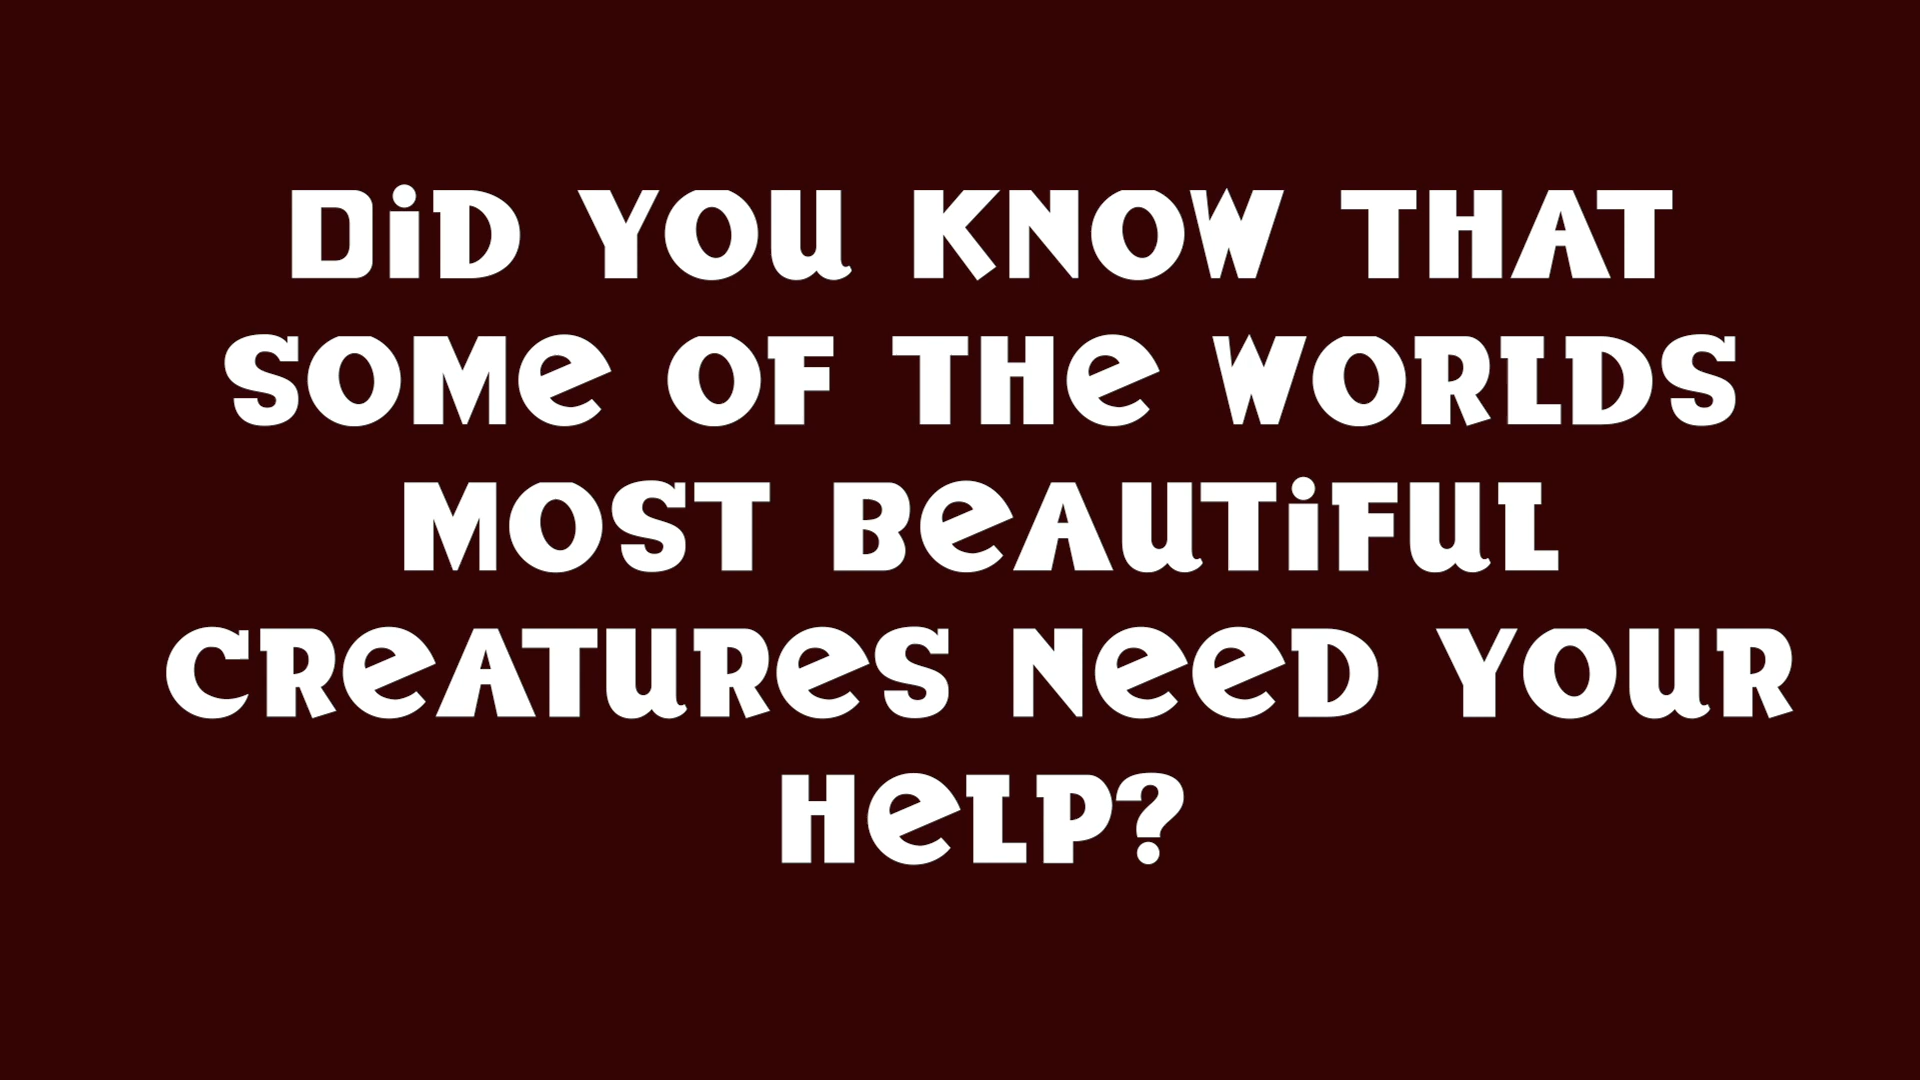 DiD YOU KNOW THAT
SOMe OF THe WORLDS
MOST BeAUTiFUL
CReATUReS NeeD YOUR
HeLP?